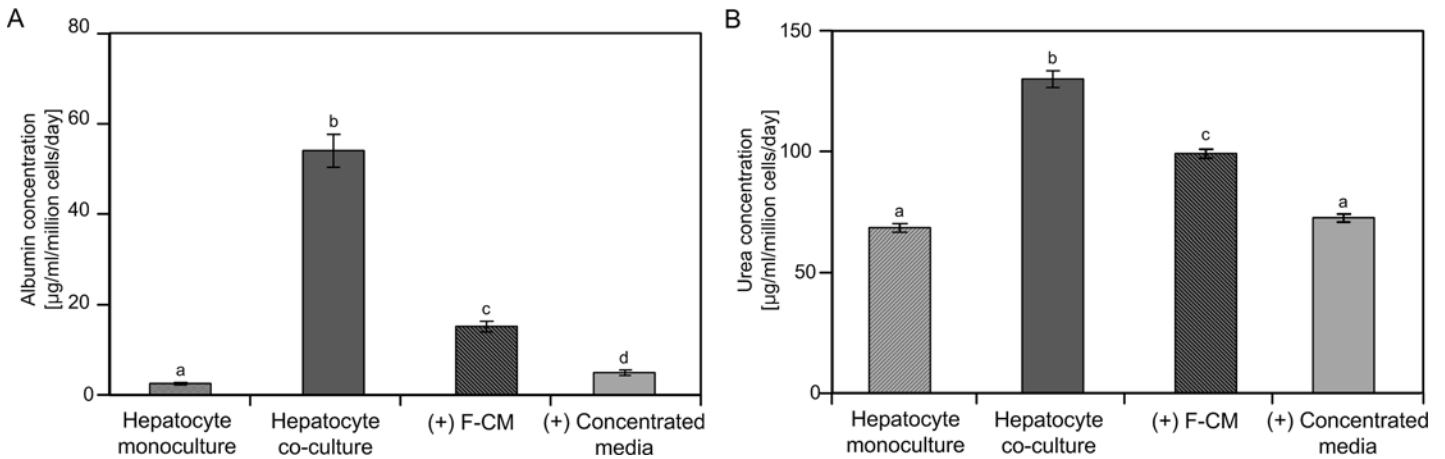 A
Albumin concentration
[µg/ml/million cells/day]
80
60
40
20
0
a
b
c
d
Hepatocyte
monoculture
Hepatocyte
co-culture
(+) F-CM
(+) Concentrated
media
B
Urea concentration
[µg/ml/million cells/day]
150
100
50
0
a
b
c
a
Hepatocyte
monoculture
Hepatocyte
co-culture
(+) F-CM
(+) Concentrated
media